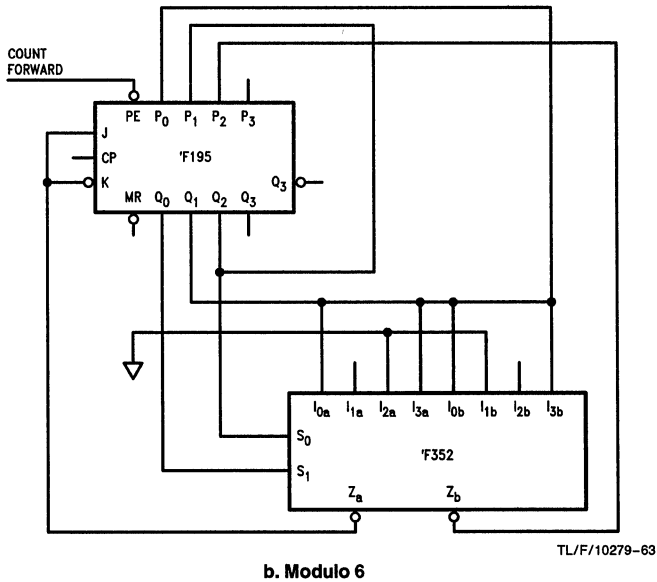 COUNT
FORWARD
PE P0 P1 P2 P3
J
CP
'F195
K
Q3
MR Q0 Q1 Q2 Q3
I0a I1a I2a I3a I0b I1b I2b I3b
S0
'F352
S1
Za Zb
TL/F/10279-63
b. Modulo 6